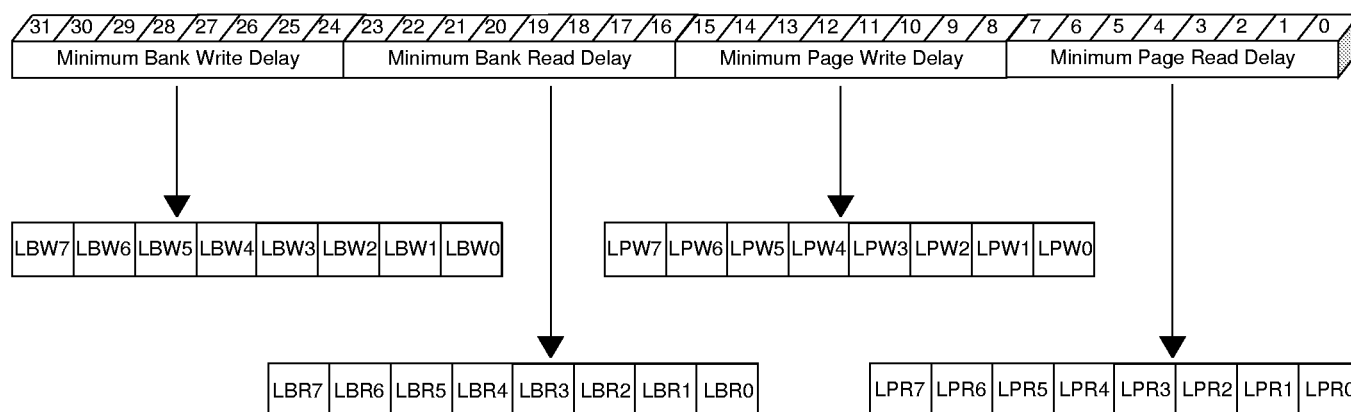 31 30 29 28 27 26 25 24 23 22 21 20 19 18 17 16 15 14 13 12 11 10 9 8 7 6 5 4 3 2 1 0
Minimum Bank Write Delay Minimum Bank Read Delay Minimum Page Write Delay Minimum Page Read Delay
LBW7 LBW6 LBW5 LBW4 LBW3 LBW2 LBW1 LBW0 LPW7 LPW6 LPW5 LPW4 LPW3 LPW2 LPW1 LPW0
LBR7 LBR6 LBR5 LBR4 LBR3 LBR2 LBR1 LBR0 LPR7 LPR6 LPR5 LPR4 LPR3 LPR2 LPR1 LPR0